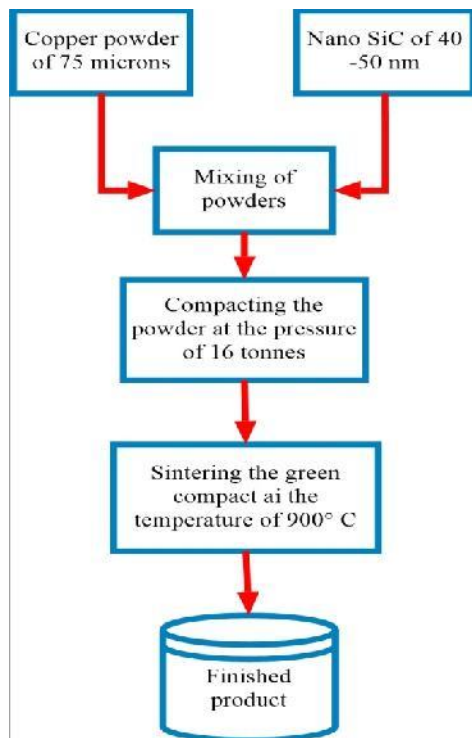 Copper powder
of 75 microns
Nano SiC of 40
-50 nm
Mixing of
powders
Compacting the
powder at the pressure
of 16 tonnes
Sintering the green
compact ai the
temperature of 900° C
Finished
product